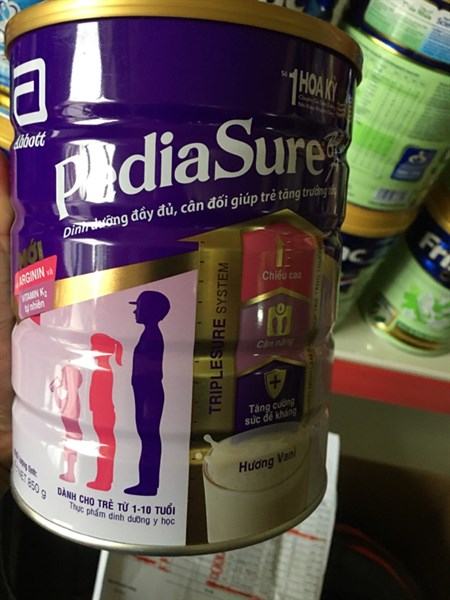 Abbott
Số 1 HOA KỲ
PediaSure
Dinh dưỡng đầy đủ, cân đối giúp trẻ tăng trưởng
MỚI
ARGININ và
VITAMIN K2
tự nhiên
TRIPLESURE SYSTEM
Chiều cao
Cân nặng
Tăng cường
sức đề kháng
Hương Vani
NET 850 g
DÀNH CHO TRẺ TỪ 1-10 TUỔI
Thực phẩm dinh dưỡng y học